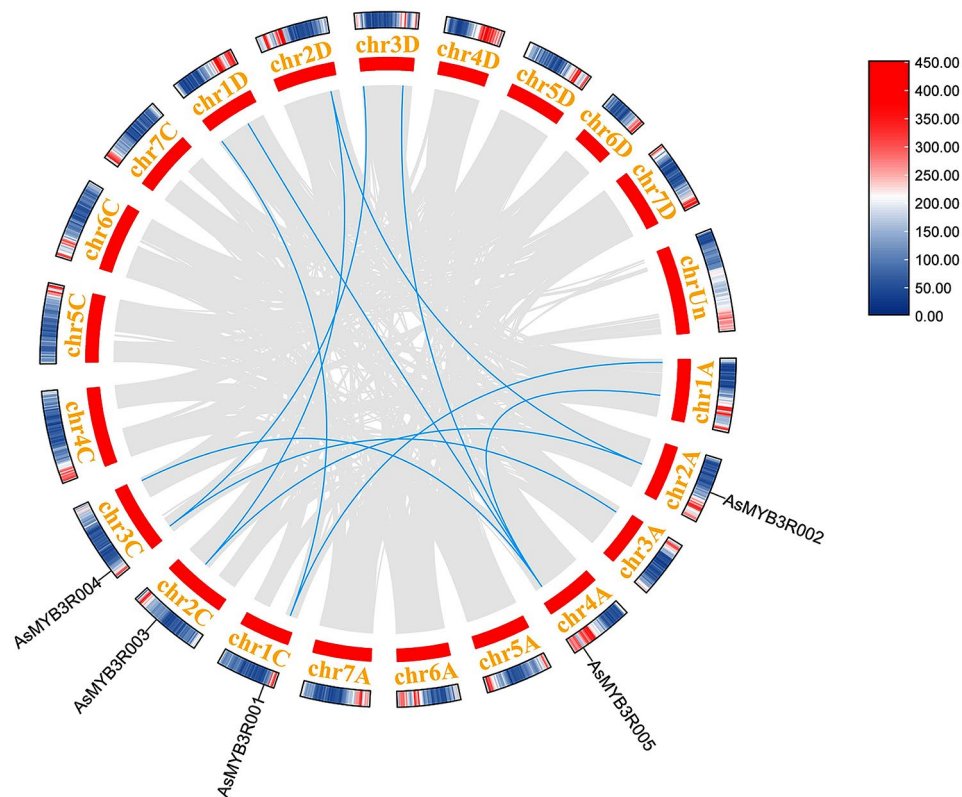 chr3D
chr2D
chr4D
chr1D
chr5D
chr7C
chr6D
chr6C
chr7D
chr5C
chrUn
chr4C
chr1A
chr3C
chr2A
chr2C
chr3A
chr1C
chr4A
chr7A
chr6A
chr5A
AsMYB3R002
AsMYB3R004
AsMYB3R003
AsMYB3R001
AsMYB3R005
450.00
400.00
350.00
300.00
250.00
200.00
150.00
100.00
50.00
0.00